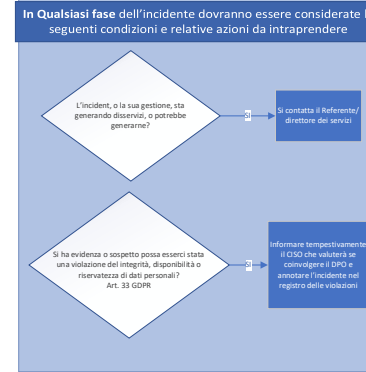 In Qualsiasi fase dell'incidente dovranno essere considerate
seguenti condizioni e relative azioni da intraprendere
L'incident, o la sua gestione, sta
generando disservizi, o potrebbe
generarne?
SI
Si contatta il Referente/
direttore dei servizi
Si ha evidenza o sospetto possa esserci stata
una violazione del integrità, disponibilità o
riservatezza di dati personali?
Art. 33 GDPR
SI
Informare tempestivamente
il CISO che valuterà se
coinvolgere il DPO e
annotare l'incidente nel
registro delle violazioni